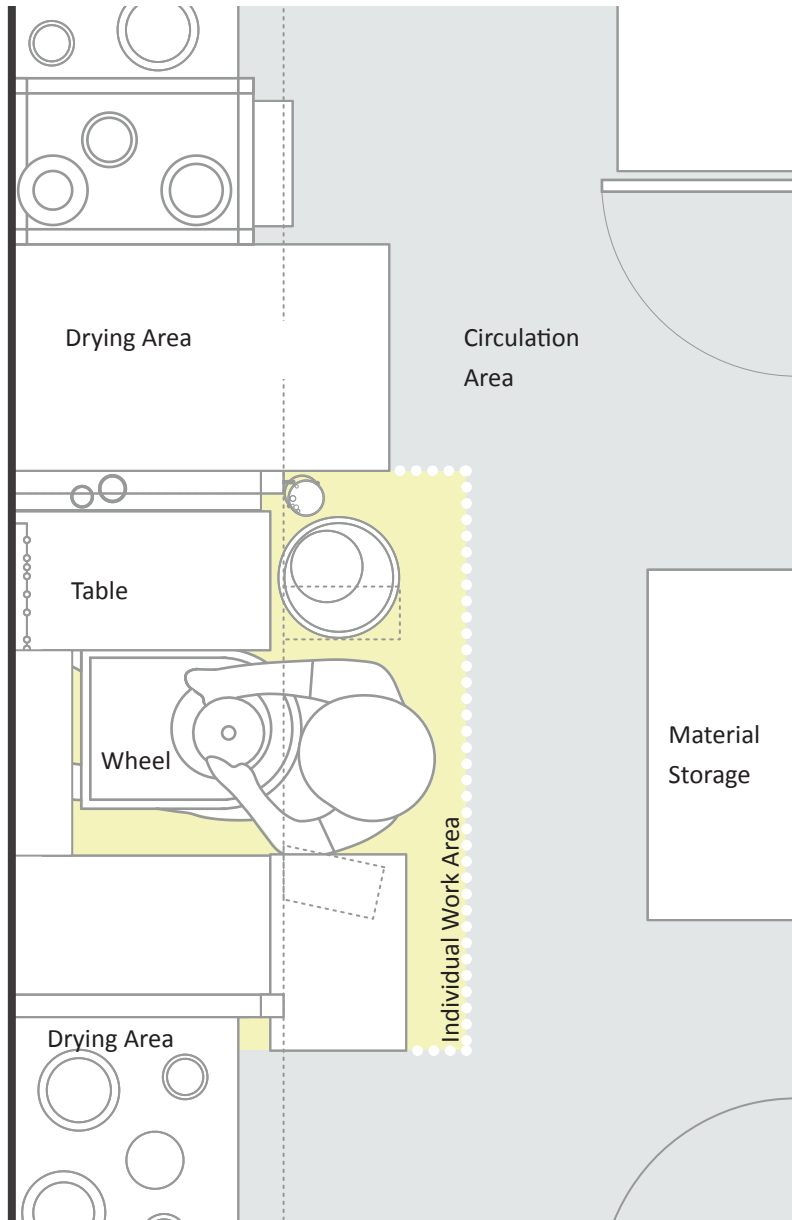 Drying Area
Circulation
Area
Table
Wheel
Material
Storage
Individual Work Area
Drying Area